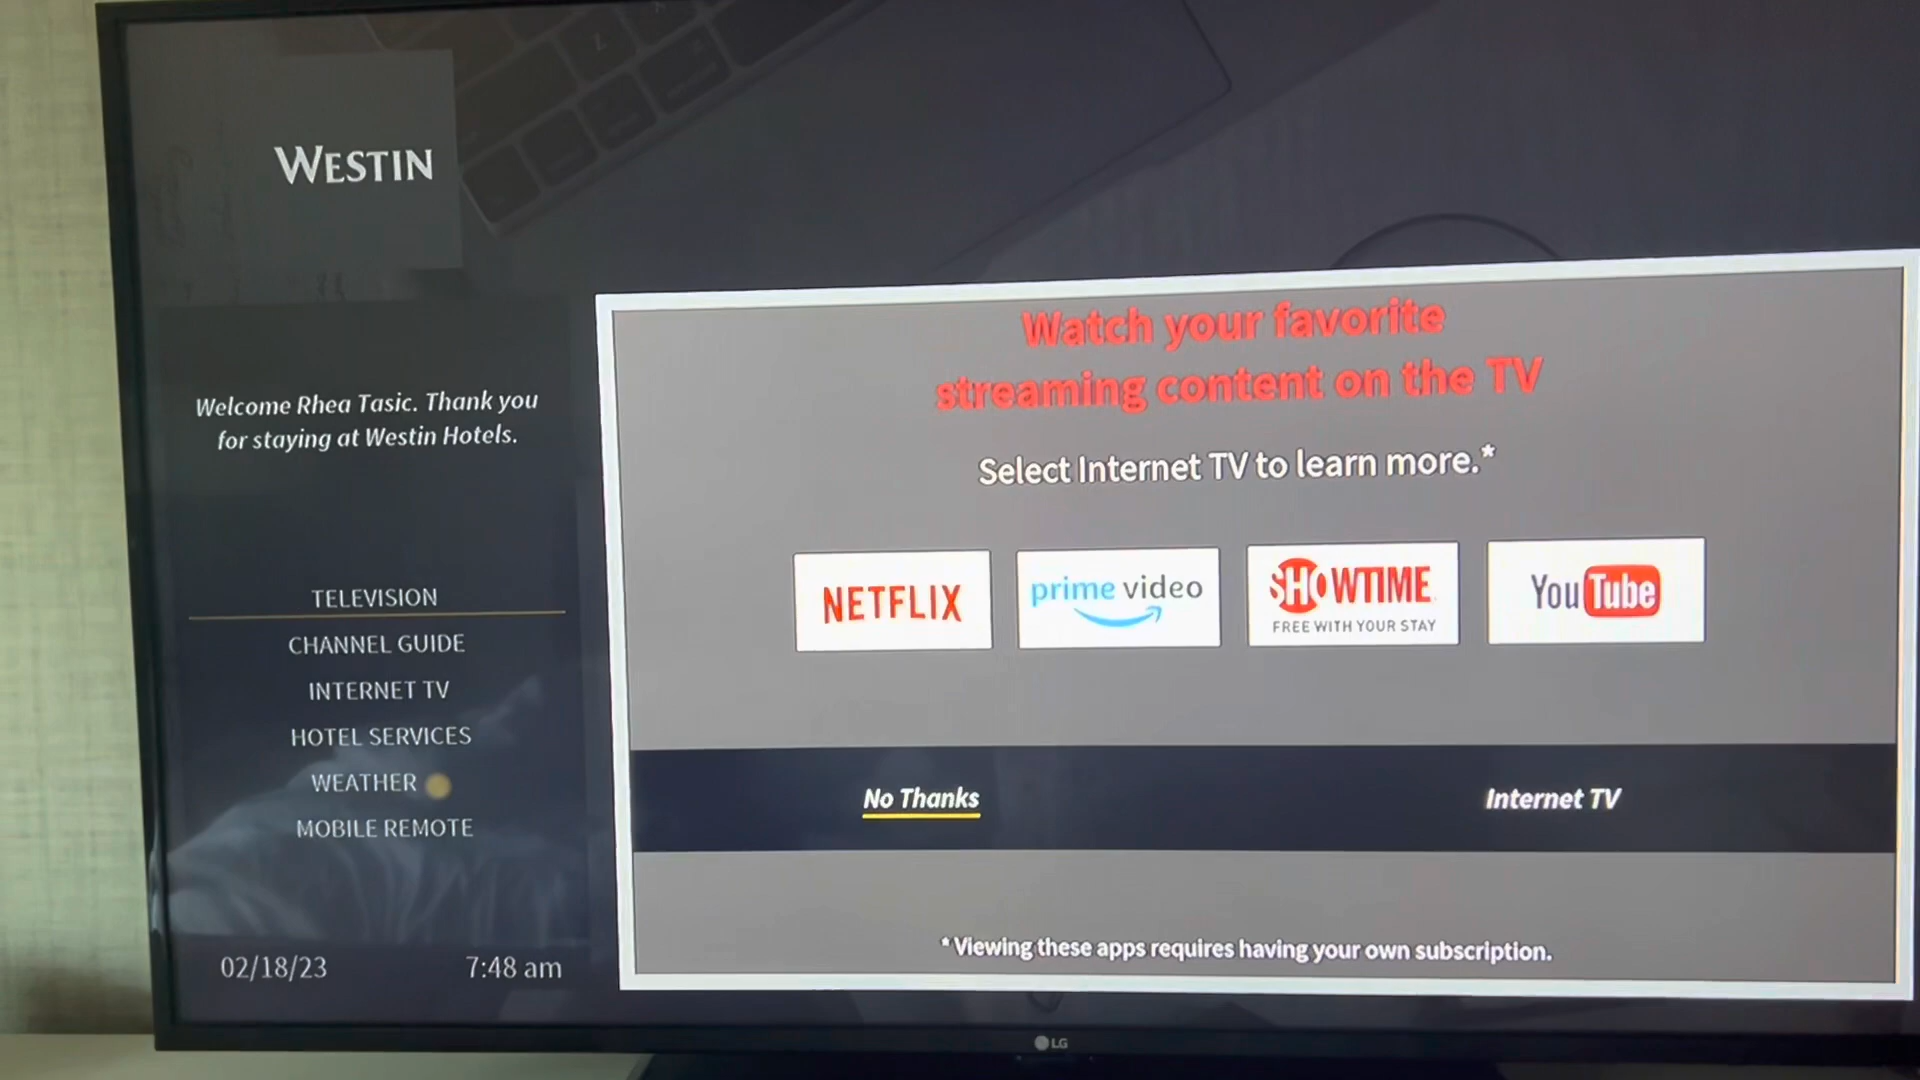 WESTIN
Welcome Rhea Tasic. Thank you
for staying at Westin Hotels.
TELEVISION
CHANNEL GUIDE
INTERNET TV
HOTEL SERVICES
WEATHER
MOBILE REMOTE
02/18/23 7:48 am
Watch your favorite
streaming content on the TV
Select Internet TV to learn more.*
NETFLIX
prime video
SHOWTIME
FREE WITH YOUR STAY
YouTube
No Thanks Internet TV
* Viewing these apps requires having your own subscription.
LG